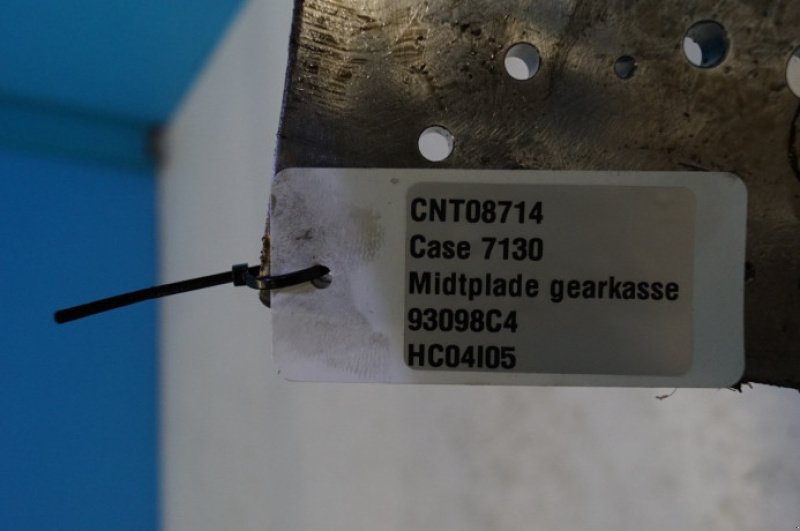 CNT08714
Case 7130
Midtplade gearkasse
93098C4
HC04I05